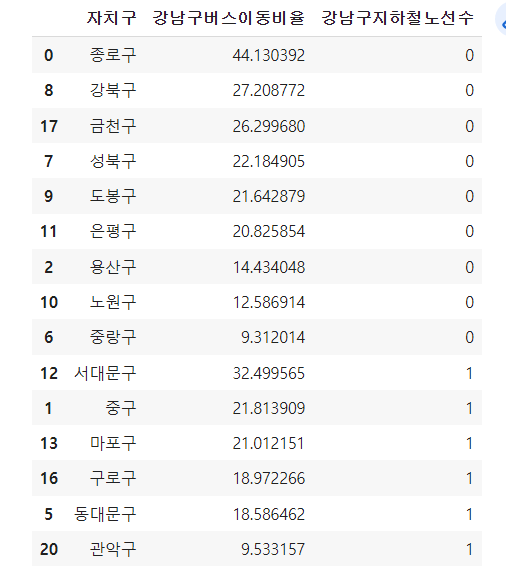 자치구 강남구버스이동비율 강남구지하철노선수
0 종로구 44.130392 0
8 강북구 27.208772 0
17 금천구 26.299680 0
7 성북구 22.184905 0
9 도봉구 21.642879 0
11 은평구 20.825854 0
2 용산구 14.434048 0
10 노원구 12.586914 0
6 중랑구 9.312014 0
12 서대문구 32.499565 1
1 중구 21.813909 1
13 마포구 21.012151 1
16 구로구 18.972266 1
5 동대문구 18.586462 1
20 관악구 9.533157 1